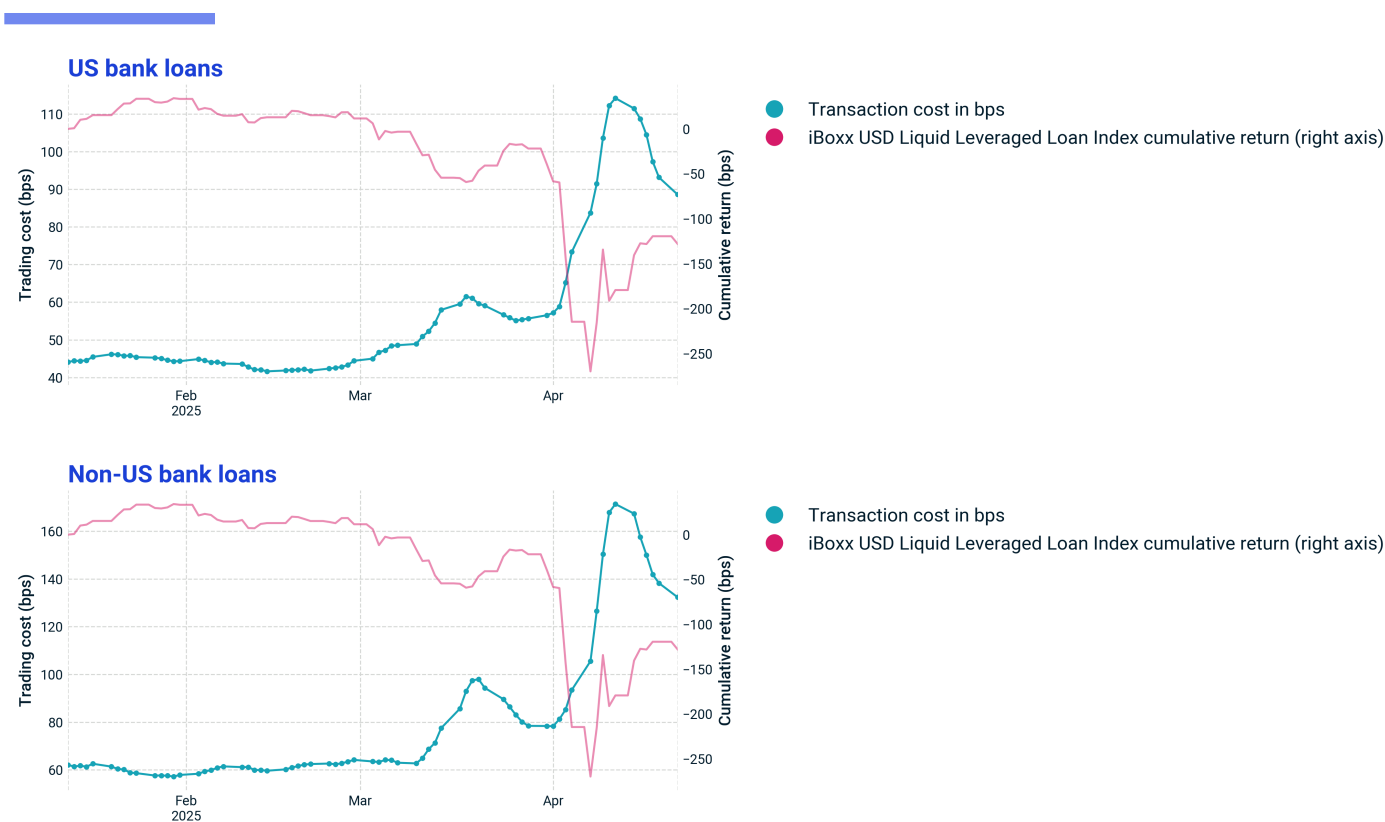 US bank loans
Transaction cost in bps
iBoxx USD Liquid Leveraged Loan Index cumulative return (right axis)
Trading cost (bps)
110
100
90
80
70
60
50
40
0
−50
−100
−150
−200
−250
Cumulative return (bps)
Feb
2025
Mar
Apr
Non-US bank loans
Transaction cost in bps
iBoxx USD Liquid Leveraged Loan Index cumulative return (right axis)
Trading cost (bps)
160
140
120
100
80
60
0
−50
−100
−150
−200
−250
Cumulative return (bps)
Feb
2025
Mar
Apr